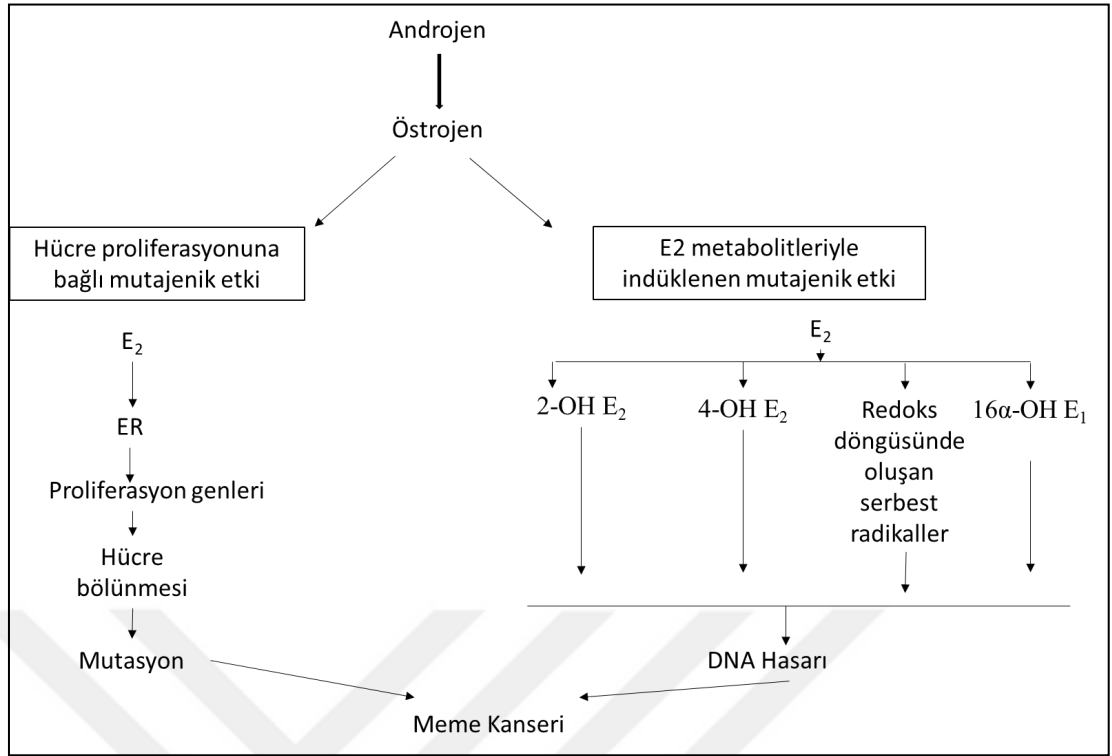 Androjen
Östrojen
Hücre proliferasyonuna
bağlı mutajenik etki
E₂
ER
Proliferasyon genleri
Hücre
bölünmesi
Mutasyon
E2 metabolitleriyle
indüklenen mutajenik etki
E₂
2-OH E₂
4-OH E₂
Redoks
döngüsünde
oluşan
serbest
radikaller
16α-OH E₁
DNA Hasarı
Meme Kanseri